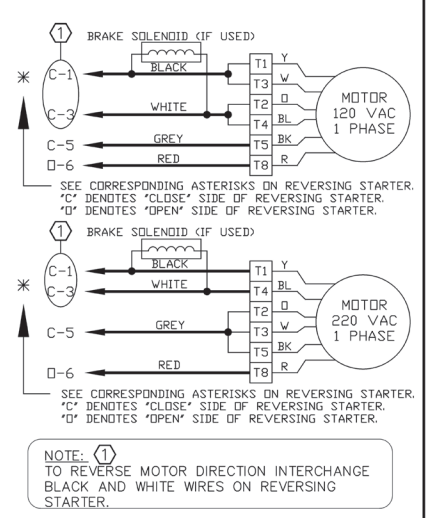 1 BRAKE SOLENOID (IF USED)
* C-1 BLACK T1 Y
T3 W
C-3 WHITE T2 O
T4 BL
C-5 GREY T5 BK
O-6 RED T8 R
MOTOR
120 VAC
1 PHASE
SEE CORRESPONDING ASTERISKS ON REVERSING STARTER.
"C" DENOTES "CLOSE" SIDE OF REVERSING STARTER.
"O" DENOTES "OPEN" SIDE OF REVERSING STARTER.
1 BRAKE SOLENOID (IF USED)
* C-1 BLACK T1 Y
C-3 WHITE T4 BL
T2 O
C-5 GREY T3 W
T5 BK
O-6 RED T8 R
MOTOR
220 VAC
1 PHASE
SEE CORRESPONDING ASTERISKS ON REVERSING STARTER.
"C" DENOTES "CLOSE" SIDE OF REVERSING STARTER.
"O" DENOTES "OPEN" SIDE OF REVERSING STARTER.
NOTE: 1
TO REVERSE MOTOR DIRECTION INTERCHANGE
BLACK AND WHITE WIRES ON REVERSING
STARTER.